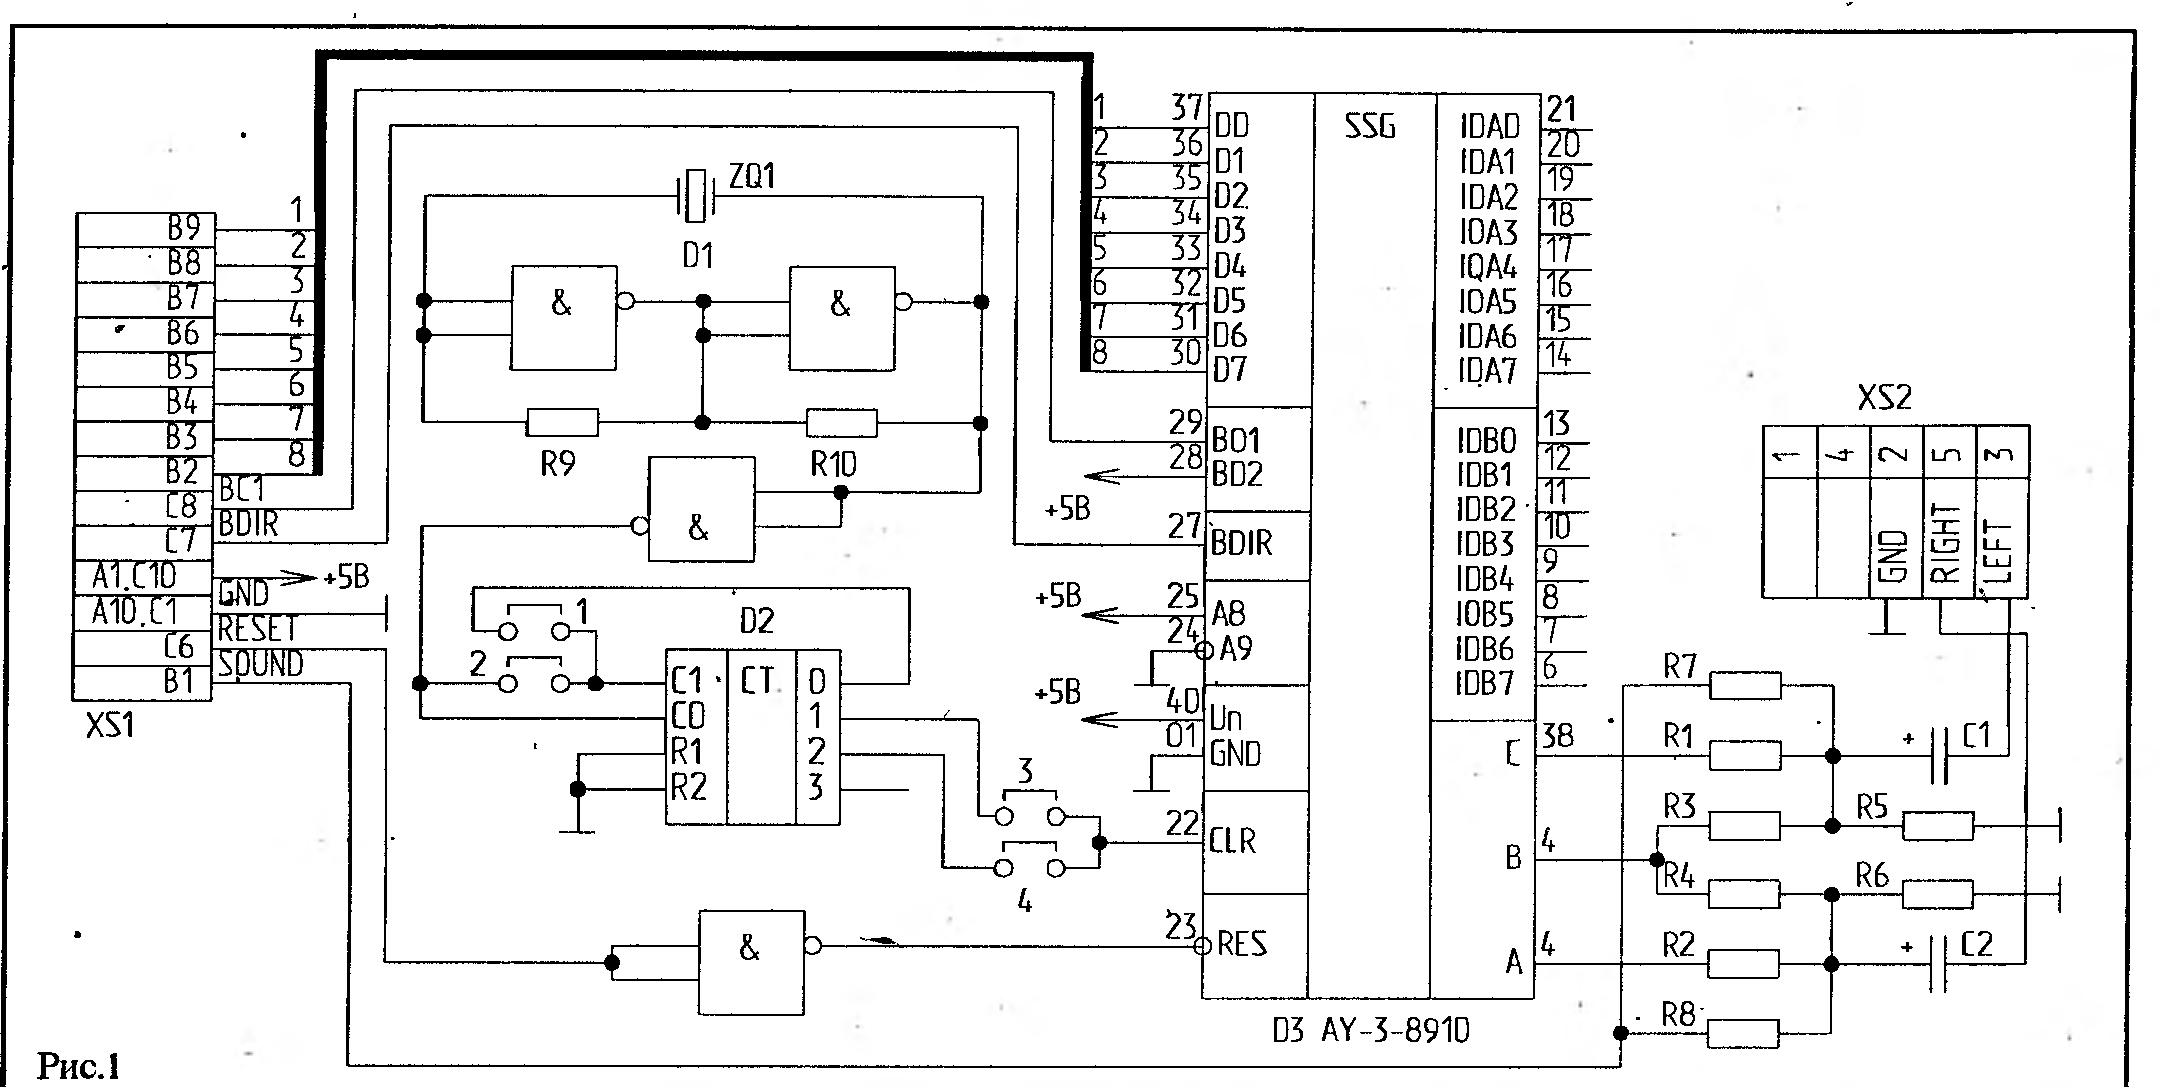 B9 1
B8 2
B7 3
B6 4
B5 5
B4 6
B3 7
B2 8
BC1
C8
BDIR
C7
A1.C10 +5В
GND
A10.C1
RESET
C6
SOUND
B1
XS1
ZQ1
D1
& &
R9 R10
&
1
2
D2
C1 CT 0
C0 1
R1 2
R2 3
3
4
&
1 37 D0 SSG IDA0 21
2 36 D1 IDA1 20
3 35 D2 IDA2 19
4 34 D3 IDA3 18
5 33 D4 IQA4 17
6 32 D5 IOA5 16
7 31 D6 IDA6 15
8 30 D7 IDA7 14
29 BO1 IDB0 13
28 BD2 IDB1 12
+5В IDB2 11
27 BDIR IDB3 10
IDB4 9
+5В 25 A8 IOB5 8
24 A9 IDB6 7
IDB7 6
+5В 40 Uп
01 GND C 38
22 CLR B 4
23 RES A 4
D3 AY-3-8910
XS2
1 4 2 5 3
GND RIGHT LEFT
R7
R1 + C1
R3 R5
R4 R6
R2 + C2
R8
Рис.1